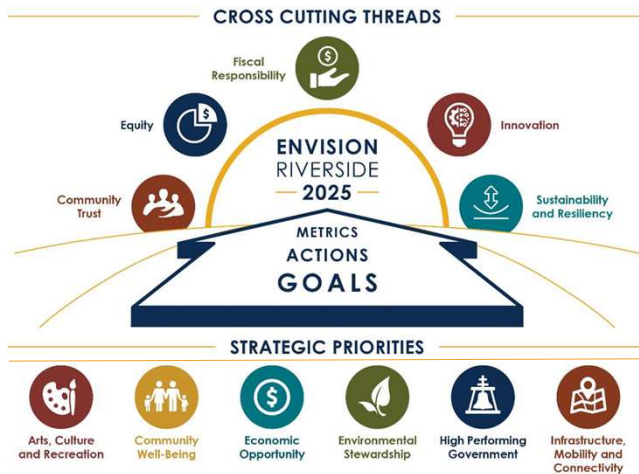 CROSS CUTTING THREADS
Fiscal
Responsibility
$
Equity
$
Innovation
ENVISION
RIVERSIDE
2025
Community
Trust
Sustainability
and Resiliency
METRICS
ACTIONS
GOALS
STRATEGIC PRIORITIES
$
Arts, Culture
and Recreation
Community
Well-Being
Economic
Opportunity
Environmental
Stewardship
High Performing
Government
Infrastructure,
Mobility and
Connectivity